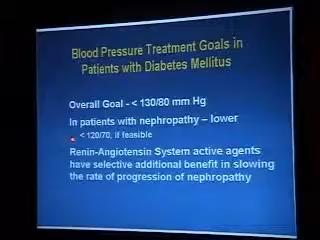 Blood Pressure Treatment Goals in
Patients with Diabetes Mellitus
Overall Goal - < 130/80 mm Hg
In patients with nephropathy – lower
< 120/70, if feasible
Renin-Angiotensin System active agents
have selective additional benefit in slowing
the rate of progression of nephropathy